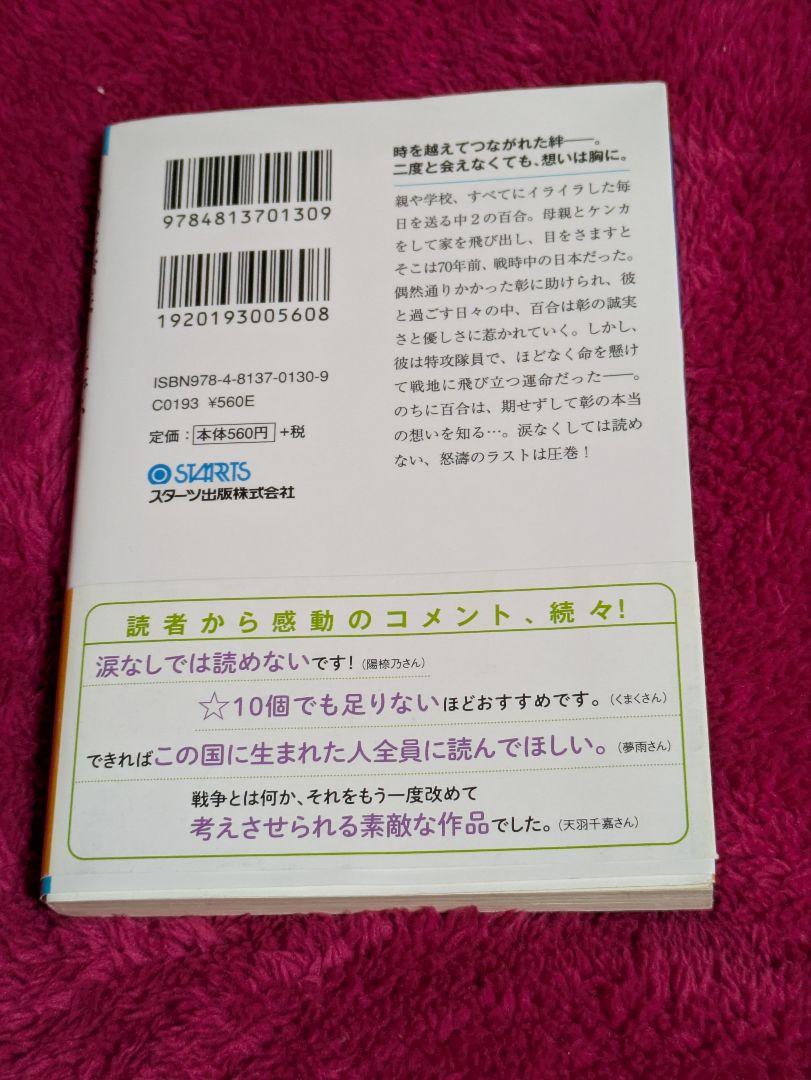 9784813701309
1920193005608
ISBN978-4-8137-0130-9
C0193 ¥560E
定価：本体560円+税
STARTS
スターツ出版株式会社
時を越えてつながれた絆――。
二度と会えなくても、想いは胸に。
親や学校、すべてにイライラした毎
日を送る中２の百合。母親とケンカ
をして家を飛び出し、目をさますと
そこは70年前、戦時中の日本だった。
偶然通りかかった彰に助けられ、彼
と過ごす日々の中、百合は彰の誠実
さと優しさに惹かれていく。しかし、
彼は特攻隊員で、ほどなく命を懸け
て戦地に飛び立つ運命だった――。
のちに百合は、期せずして彰の本当
の想いを知る…。涙なくしては読め
ない、怒濤のラストは圧巻！
読者から感動のコメント、続々！
涙なしでは読めないです！（陽椋乃さん）
☆10個でも足りないほどおすすめです。（くまくさん）
できればこの国に生まれた人全員に読んでほしい。（夢雨さん）
戦争とは何か、それをもう一度改めて
考えさせられる素敵な作品でした。（天羽千嘉さん）